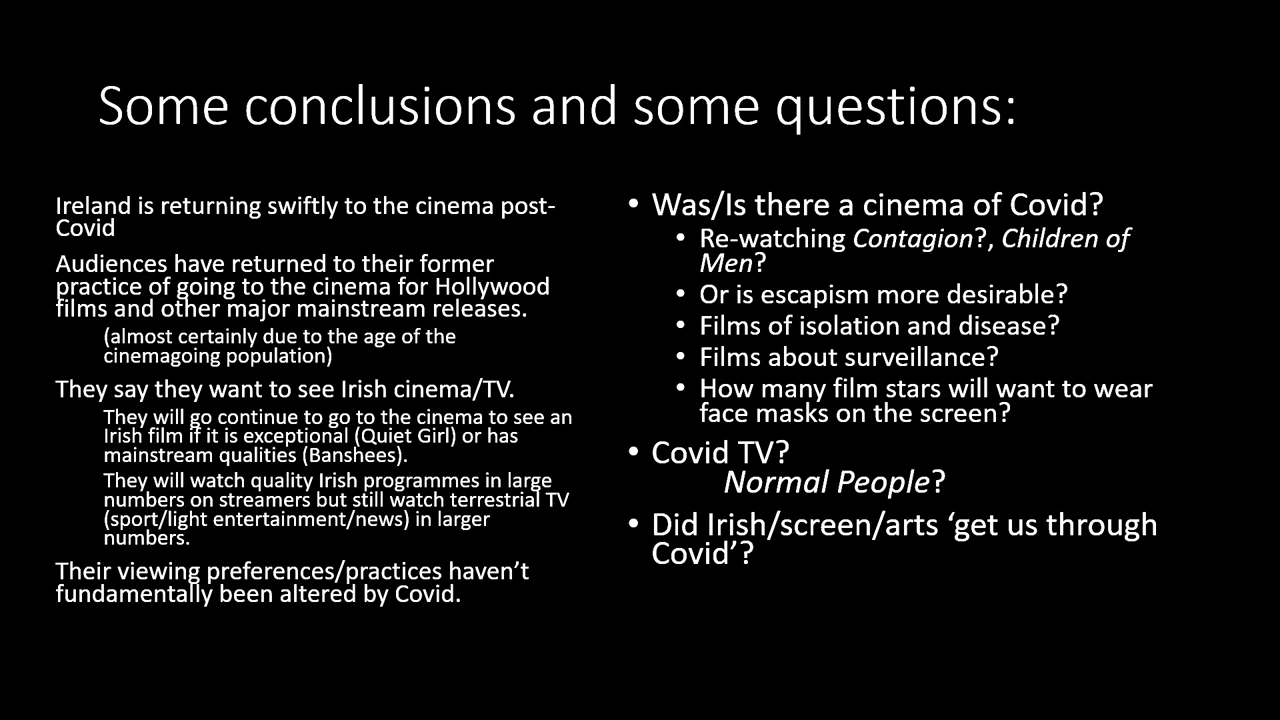 Some conclusions and some questions:
Ireland is returning swiftly to the cinema post-
Covid
Audiences have returned to their former
practice of going to the cinema for Hollywood
films and other major mainstream releases.
(almost certainly due to the age of the
cinemagoing population)
They say they want to see Irish cinema/TV.
They will go continue to go to the cinema to see an
Irish film if it is exceptional (Quiet Girl) or has
mainstream qualities (Banshees).
They will watch quality Irish programmes in large
numbers on streamers but still watch terrestrial TV
(sport/light entertainment/news) in larger
numbers.
Their viewing preferences/practices haven’t
fundamentally been altered by Covid.
• Was/Is there a cinema of Covid?
• Re-watching Contagion?, Children of
Men?
• Or is escapism more desirable?
• Films of isolation and disease?
• Films about surveillance?
• How many film stars will want to wear
face masks on the screen?
• Covid TV?
Normal People?
• Did Irish/screen/arts ‘get us through
Covid’?